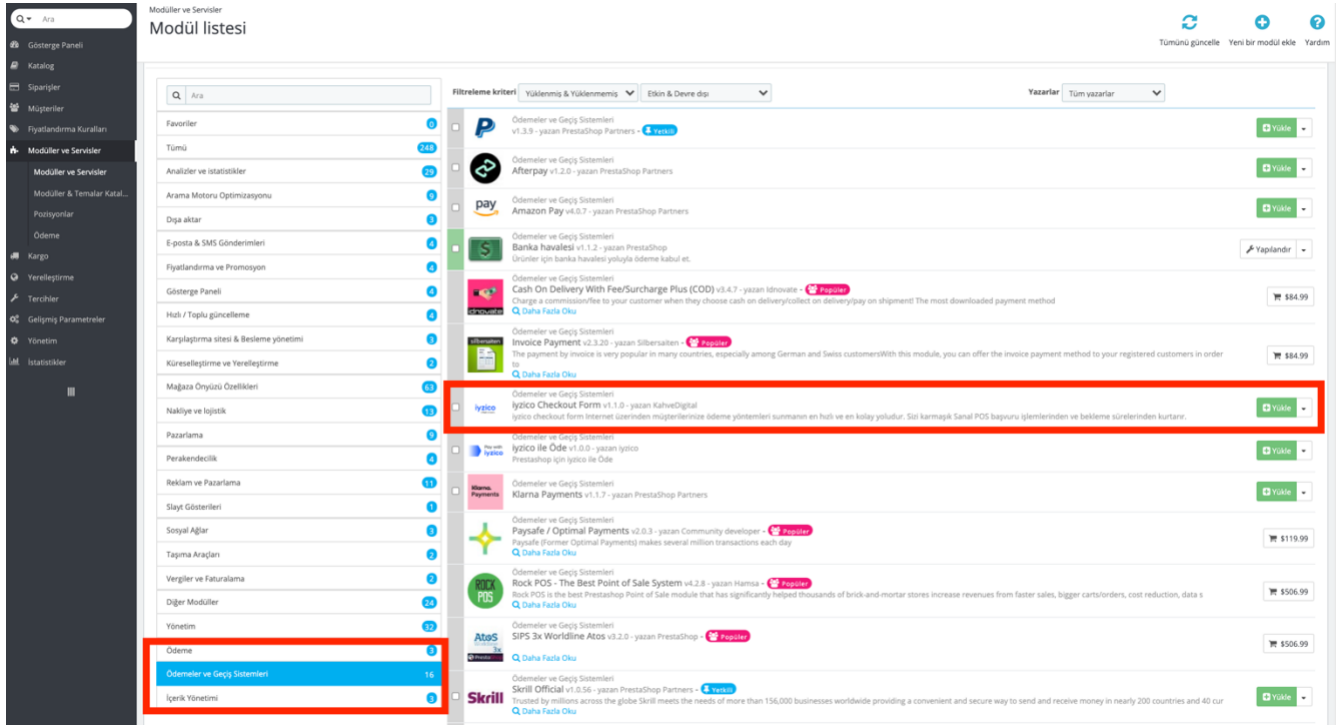 Ara
Gösterge Paneli
Katalog
Siparişler
Müşteriler
Fiyatlandırma Kuralları
Modüller ve Servisler
Modüller ve Servisler
Modüller & Temalar Katal...
Pozisyonlar
Ödeme
Kargo
Yerelleştirme
Tercihler
Gelişmiş Parametreler
Yönetim
İstatistikler
Modüller ve Servisler
Modül listesi
Tümünü güncelle
Yeni bir modül ekle
Yardım
Ara
Favoriler 0
Tümü 248
Analizler ve istatistikler 29
Arama Motoru Optimizasyonu 9
Dışa aktar 3
E-posta & SMS Gönderimleri 4
Fiyatlandırma ve Promosyon 4
Gösterge Paneli 4
Hızlı / Toplu güncelleme 4
Karşılaştırma sitesi & Besleme yönetimi 3
Küreselleştirme ve Yerelleştirme 2
Mağaza Önyüzü Özellikleri 63
Nakliye ve lojistik 13
Pazarlama 9
Perakendecilik 4
Reklam ve Pazarlama 11
Slayt Gösterileri 1
Sosyal Ağlar 3
Taşıma Araçları 2
Vergiler ve Faturalama 2
Diğer Modüller 24
Yönetim 32
Ödeme 3
Ödemeler ve Geçiş Sistemleri 16
İçerik Yönetimi 3
Filtreleme kriteri Yüklenmiş & Yüklenmemiş Etkin & Devre dışı Yazarlar Tüm yazarlar
Ödemeler ve Geçiş Sistemleri
v1.3.9 - yazan PrestaShop Partners - Yetkili
Yükle
Ödemeler ve Geçiş Sistemleri
Afterpay v1.2.0 - yazan PrestaShop Partners
Yükle
pay
Ödemeler ve Geçiş Sistemleri
Amazon Pay v4.0.7 - yazan PrestaShop Partners
Yükle
Ödemeler ve Geçiş Sistemleri
Banka havalesi v1.1.2 - yazan PrestaShop
Ürünler için banka havalesi yoluyla ödeme kabul et.
Yapılandır
idnovate
Ödemeler ve Geçiş Sistemleri
Cash On Delivery With Fee/Surcharge Plus (COD) v3.4.7 - yazan Idnovate - Popüler
Charge a commission/fee to your customer when they choose cash on delivery/collect on delivery/pay on shipment! The most downloaded payment method
Daha Fazla Oku
$84.99
silbersaiten
Ödemeler ve Geçiş Sistemleri
Invoice Payment v2.3.20 - yazan Silbersaiten - Popüler
The payment by invoice is very popular in many countries, especially among German and Swiss customersWith this module, you can offer the invoice payment method to your registered customers in order
to
Daha Fazla Oku
$84.99
iyzico
Ödemeler ve Geçiş Sistemleri
iyzico Checkout Form v1.1.0 - yazan KahveDigital
iyzico checkout form Internet üzerinden müşterilerinize ödeme yöntemleri sunmanın en hızlı ve en kolay yoludur. Sizi karmaşık Sanal POS başvuru işlemlerinden ve bekleme sürelerinden kurtarır.
Yükle
Pay with
iyzico
Ödemeler ve Geçiş Sistemleri
iyzico ile Öde v1.0.0 - yazan iyzico
Prestashop için iyzico ile Öde
Yükle
Klarna.
Payments
Ödemeler ve Geçiş Sistemleri
Klarna Payments v1.1.7 - yazan PrestaShop Partners
Yükle
Ödemeler ve Geçiş Sistemleri
Paysafe / Optimal Payments v2.0.3 - yazan Community developer - Popüler
Paysafe (Former Optimal Payments) makes several million transactions each day
Daha Fazla Oku
$119.99
ROCK
POS
Ödemeler ve Geçiş Sistemleri
Rock POS - The Best Point of Sale System v4.2.8 - yazan Hamsa - Popüler
Rock POS is the best Prestashop Point of Sale module that has significantly helped thousands of brick-and-mortar stores increase revenues from faster sales, bigger carts/orders, cost reduction, data s
Daha Fazla Oku
$506.99
AtoS
3x
Ödemeler ve Geçiş Sistemleri
SIPS 3x Worldline Atos v3.2.0 - yazan PrestaShop - Popüler
Daha Fazla Oku
$506.99
Skrill
Ödemeler ve Geçiş Sistemleri
Skrill Official v1.0.56 - yazan PrestaShop Partners - Yetkili
Trusted by millions across the globe Skrill meets the needs of more than 156,000 businesses worldwide providing a convenient and secure way to send and receive money in nearly 200 countries and 40 cur
Daha Fazla Oku
Yükle